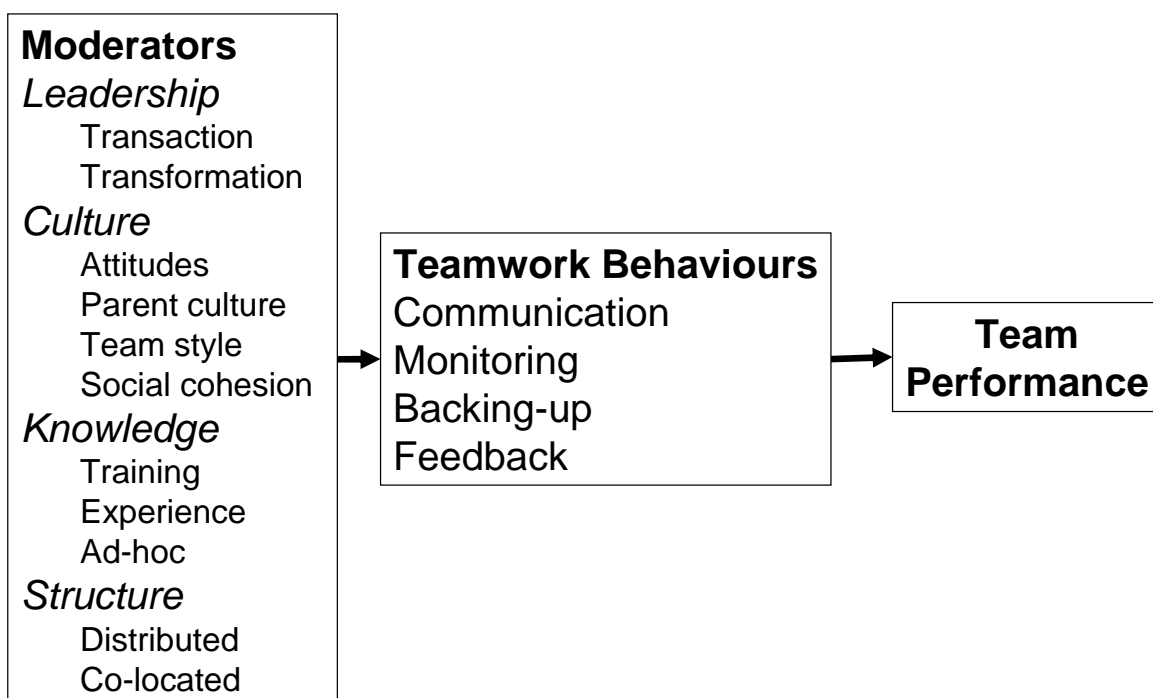 Moderators
Leadership
Transaction
Transformation
Culture
Attitudes
Parent culture
Team style
Social cohesion
Knowledge
Training
Experience
Ad-hoc
Structure
Distributed
Co-located
Teamwork Behaviours
Communication
Monitoring
Backing-up
Feedback
Team
Performance